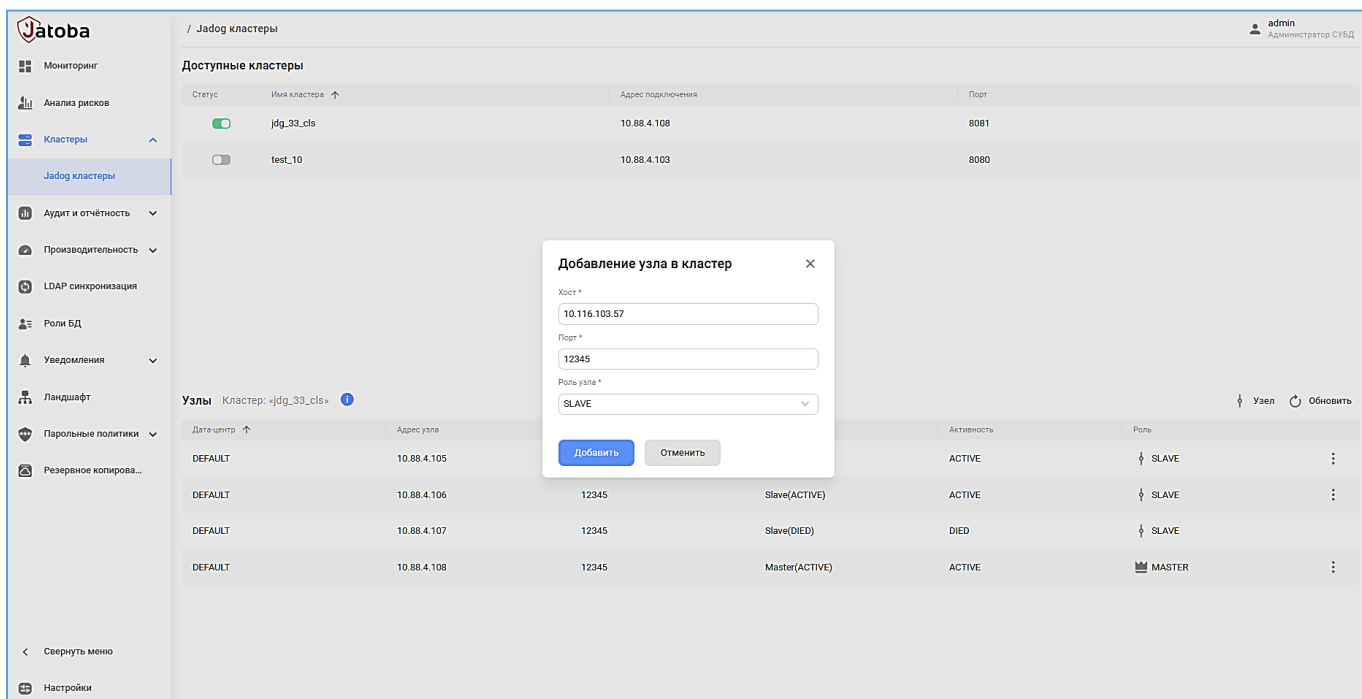 Jatoba
Мониторинг
Анализ рисков
Кластеры
Jadog кластеры
Аудит и отчётность
Производительность
LDAP синхронизация
Роли БД
Уведомления
Ландшафт
Парольные политики
Резервное копирова...
Свернуть меню
Настройки
/ Jadog кластеры
admin
Администратор СУБД
Доступные кластеры
Статус Имя кластера Адрес подключения Порт
jdg_33_cls 10.88.4.108 8081
test_10 10.88.4.103 8080
Добавление узла в кластер
Хост *
10.116.103.57
Порт *
12345
Роль узла *
SLAVE
Добавить Отменить
Узлы Кластер: «jdg_33_cls» Узел Обновить
Дата-центр Адрес узла Активность Роль
DEFAULT 10.88.4.105 ACTIVE SLAVE
DEFAULT 10.88.4.106 12345 Slave(ACTIVE) ACTIVE SLAVE
DEFAULT 10.88.4.107 12345 Slave(DIED) DIED SLAVE
DEFAULT 10.88.4.108 12345 Master(ACTIVE) ACTIVE MASTER